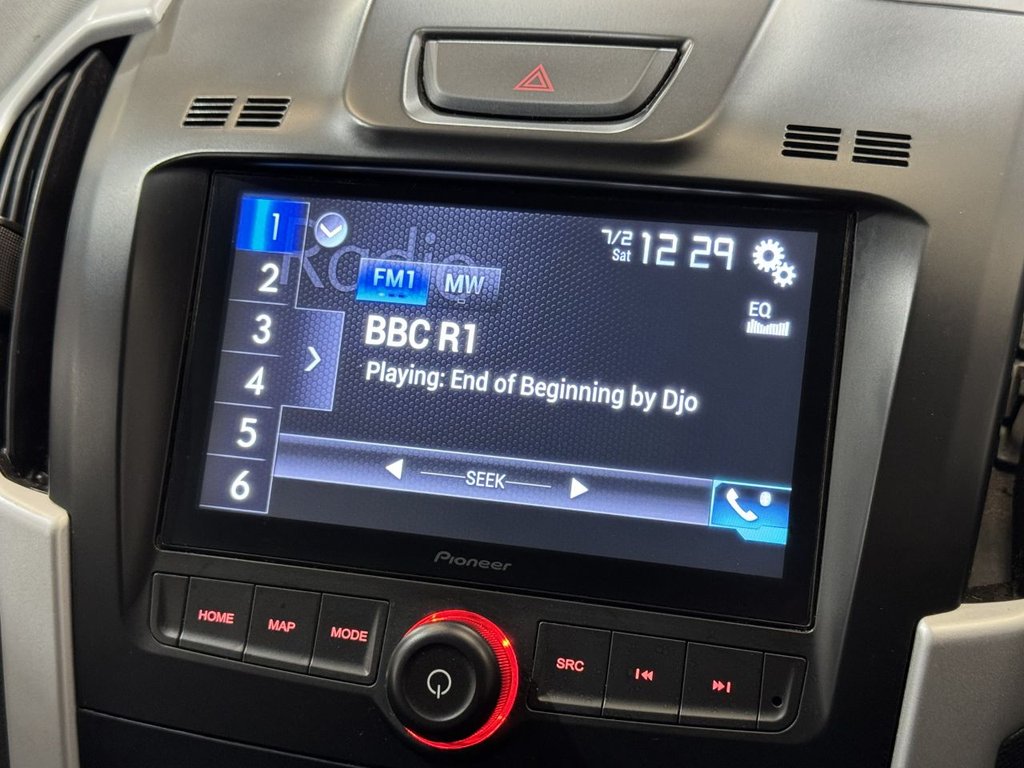 1
Radio
7/2
Sat
12 29
2
FM1
MW
EQ
3
BBC R1
Playing: End of Beginning by Djo
4
5
SEEK
6
Pioneer
HOME
MAP
MODE
SRC